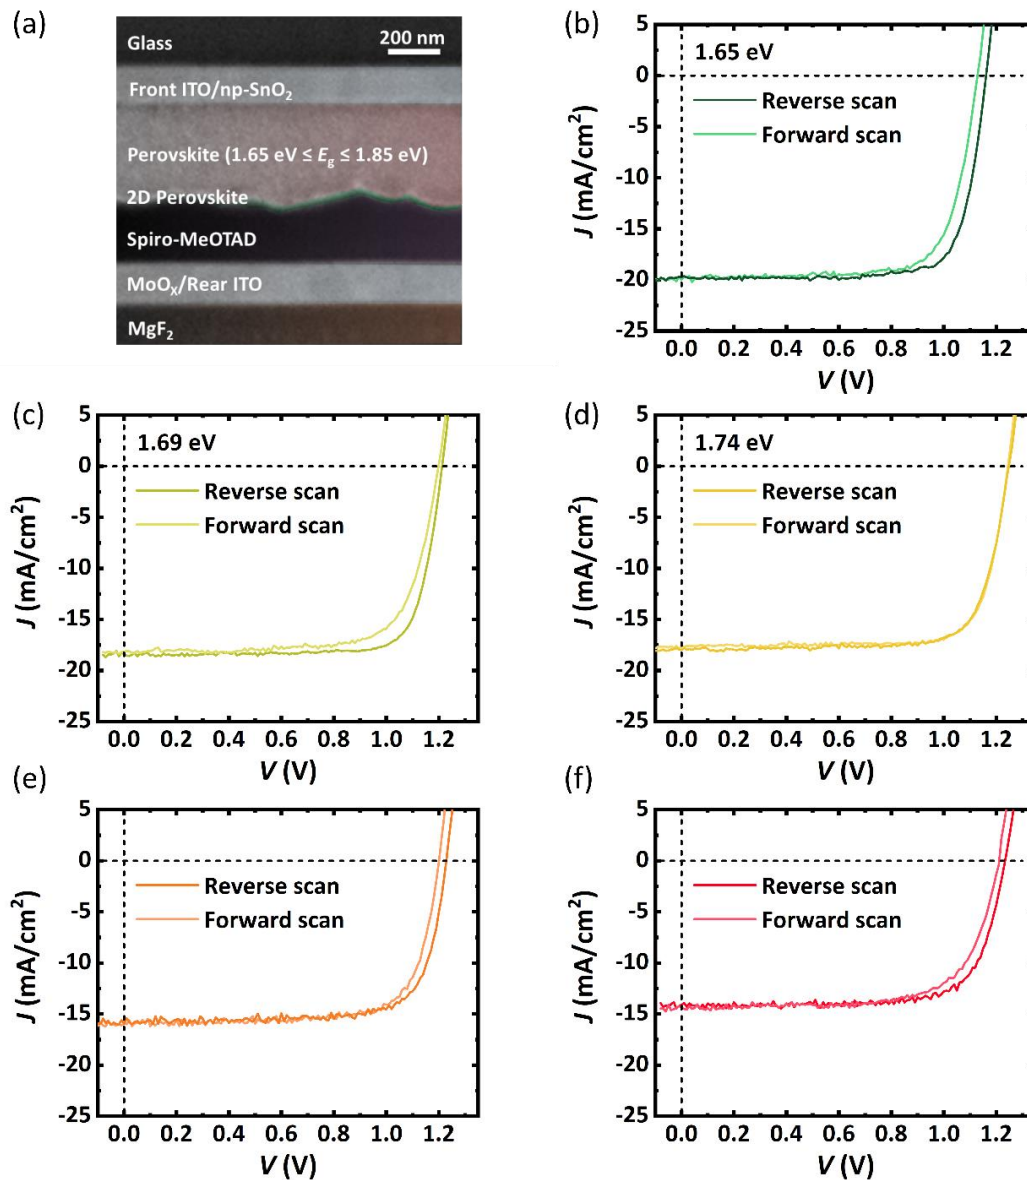 (a)
Glass
200 nm
Front ITO/np-SnO₂
Perovskite (1.65 eV ≤ E_g ≤ 1.85 eV)
2D Perovskite
Spiro-MeOTAD
MoOₓ/Rear ITO
MgF₂
(b)
5
0
-5
-10
-15
-20
-25
J (mA/cm²)
1.65 eV
Reverse scan
Forward scan
0.0 0.2 0.4 0.6 0.8 1.0 1.2
V (V)
(c)
5
0
-5
-10
-15
-20
-25
J (mA/cm²)
1.69 eV
Reverse scan
Forward scan
0.0 0.2 0.4 0.6 0.8 1.0 1.2
V (V)
(d)
5
0
-5
-10
-15
-20
-25
J (mA/cm²)
1.74 eV
Reverse scan
Forward scan
0.0 0.2 0.4 0.6 0.8 1.0 1.2
V (V)
(e)
5
0
-5
-10
-15
-20
-25
J (mA/cm²)
Reverse scan
Forward scan
0.0 0.2 0.4 0.6 0.8 1.0 1.2
V (V)
(f)
5
0
-5
-10
-15
-20
-25
J (mA/cm²)
Reverse scan
Forward scan
0.0 0.2 0.4 0.6 0.8 1.0 1.2
V (V)